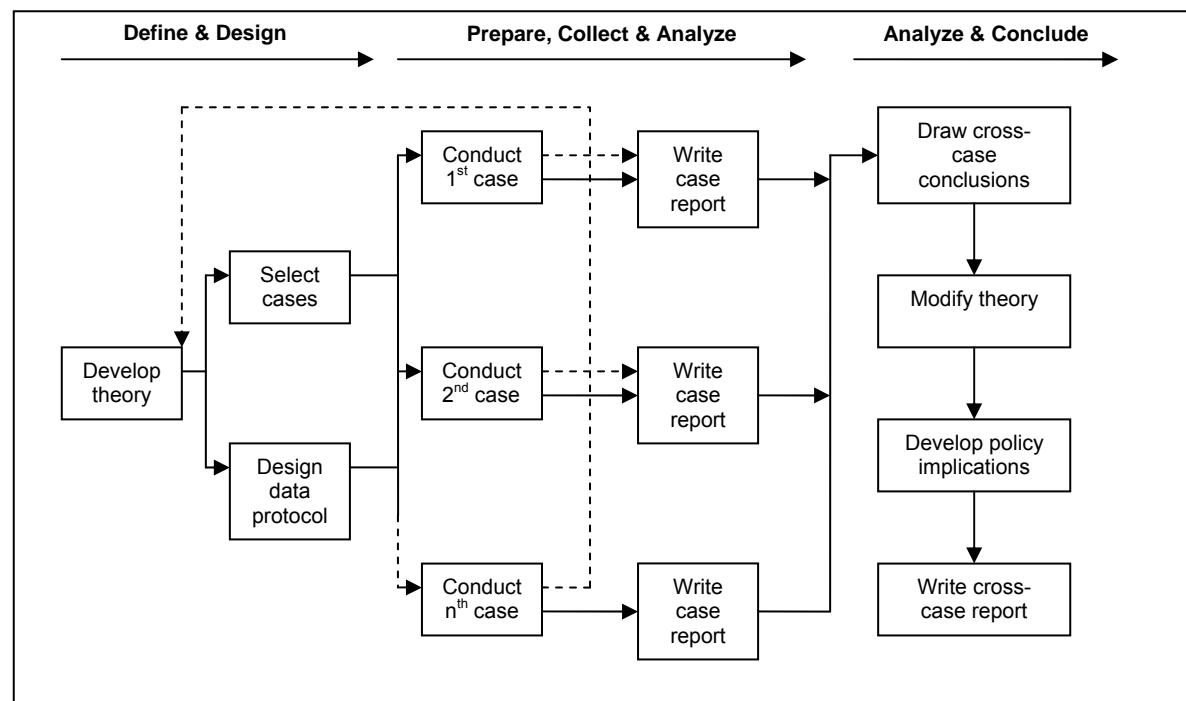 Define & Design
Prepare, Collect & Analyze
Analyze & Conclude
Develop
theory
Select
cases
Design
data
protocol
Conduct
1st case
Write
case
report
Conduct
2nd case
Write
case
report
Conduct
nth case
Write
case
report
Draw cross-
case
conclusions
Modify theory
Develop policy
implications
Write cross-
case report